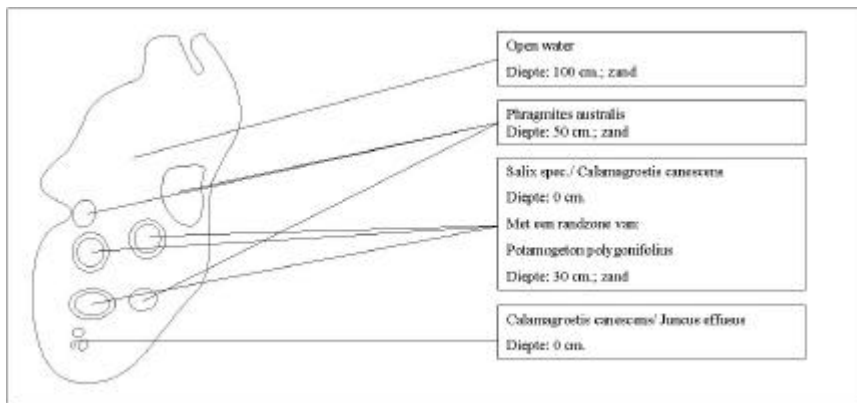 Open water
Diepte: 100 cm.; zand
Phragmites australis
Diepte: 50 cm.; zand
Salix spec./ Calamagrostis canescens
Diepte: 0 cm.
Met een randzone van:
Potamogeton polygonifolius
Diepte: 30 cm.; zand
Calamagrostis canescens/ Juncus effusus
Diepte: 0 cm.